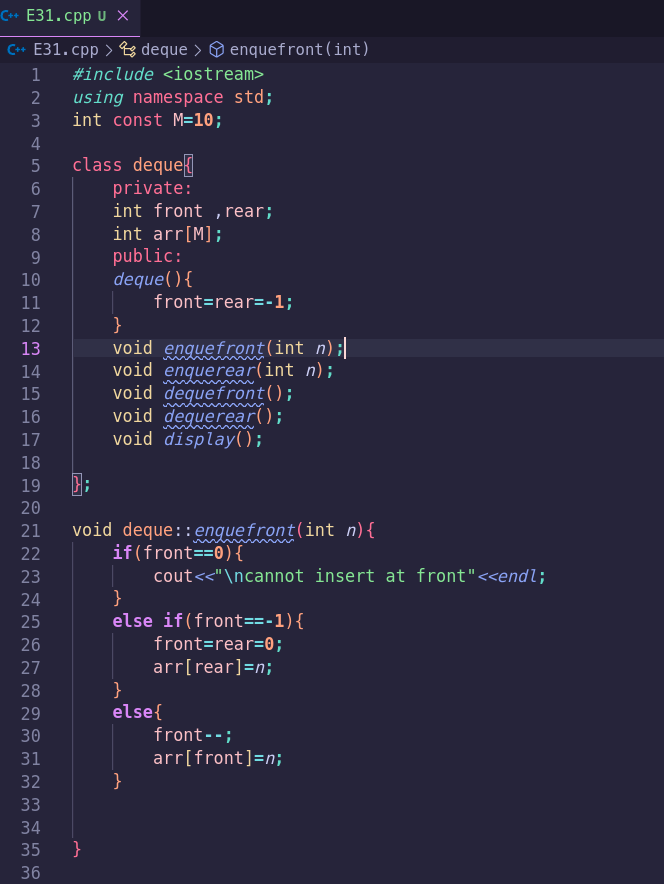 C++ E31.cpp U ×
C++ E31.cpp > deque > enquefront(int)
1 #include <iostream>
2 using namespace std;
3 int const M=10;
4
5 class deque{
6     private:
7     int front ,rear;
8     int arr[M];
9     public:
10     deque(){
11         front=rear=-1;
12     }
13     void enquefront(int n);
14     void enquerear(int n);
15     void dequefront();
16     void dequerear();
17     void display();
18
19 };
20
21 void deque::enquefront(int n){
22     if(front==0){
23         cout<<"\ncannot insert at front"<<endl;
24     }
25     else if(front==-1){
26         front=rear=0;
27         arr[rear]=n;
28     }
29     else{
30         front--;
31         arr[front]=n;
32     }
33
34
35 }
36